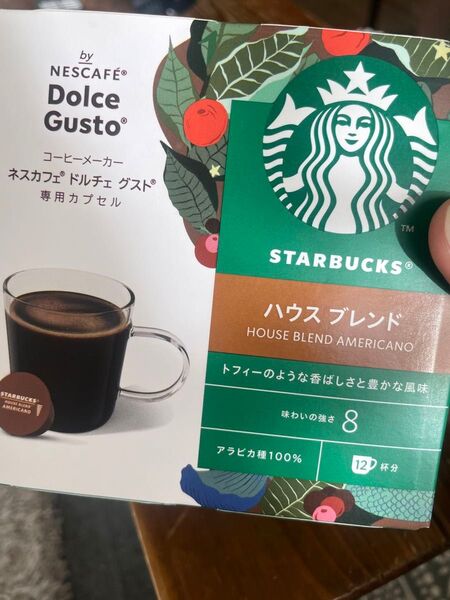 by
NESCAFÉ®
Dolce
Gusto®
コーヒーメーカー
ネスカフェ® ドルチェ グスト®
専用カプセル
STARBUCKS®
HOUSE BLEND
AMERICANO
TM
STARBUCKS®
ハウス ブレンド
HOUSE BLEND AMERICANO
トフィーのような香ばしさと豊かな風味
味わいの強さ 8
アラビカ種100%
12 杯分